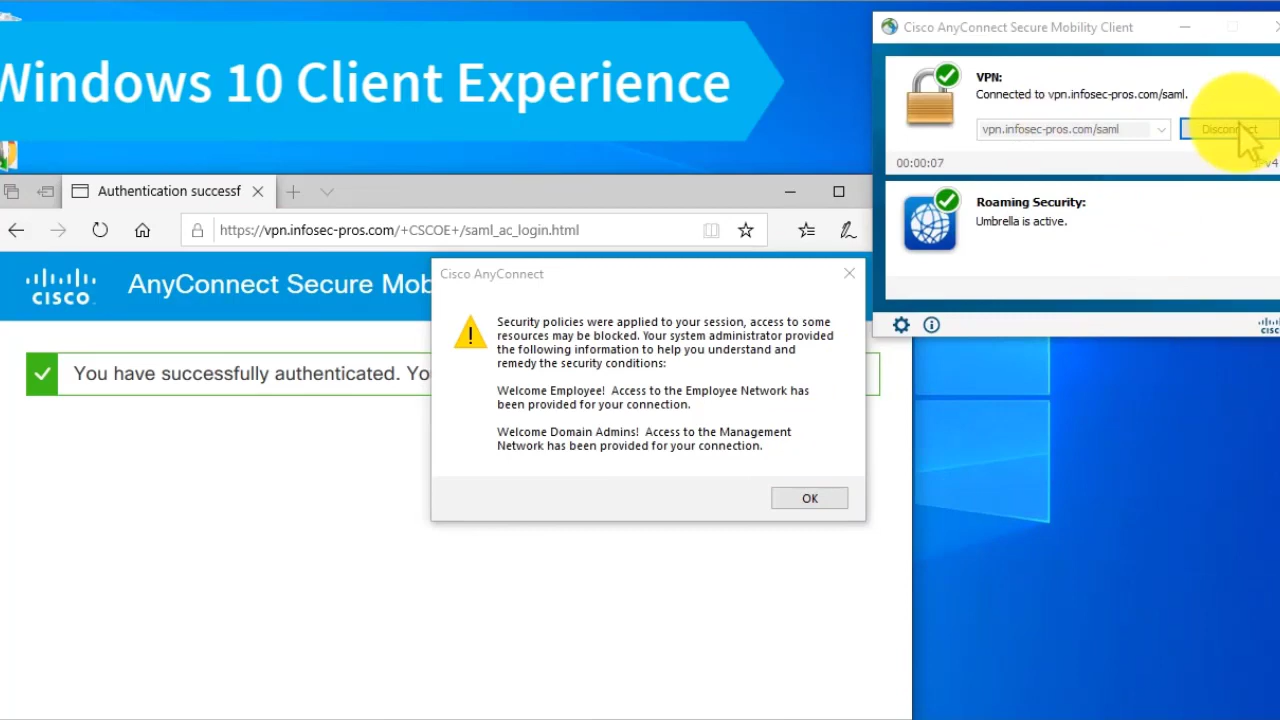 Windows 10 Client Experience
Cisco AnyConnect Secure Mobility Client
VPN:
Connected to vpn.infosec-pros.com/saml.
vpn.infosec-pros.com/saml
Disconnect
00:00:07
IPv4
Roaming Security:
Umbrella is active.
CISCO
Authentication successf
https://vpn.infosec-pros.com/+CSCOE+/saml_ac_login.html
CISCO
AnyConnect Secure Mob
You have successfully authenticated. Yo
Cisco AnyConnect
Security policies were applied to your session, access to some
resources may be blocked. Your system administrator provided
the following information to help you understand and
remedy the security conditions:
Welcome Employee! Access to the Employee Network has
been provided for your connection.
Welcome Domain Admins! Access to the Management
Network has been provided for your connection.
OK